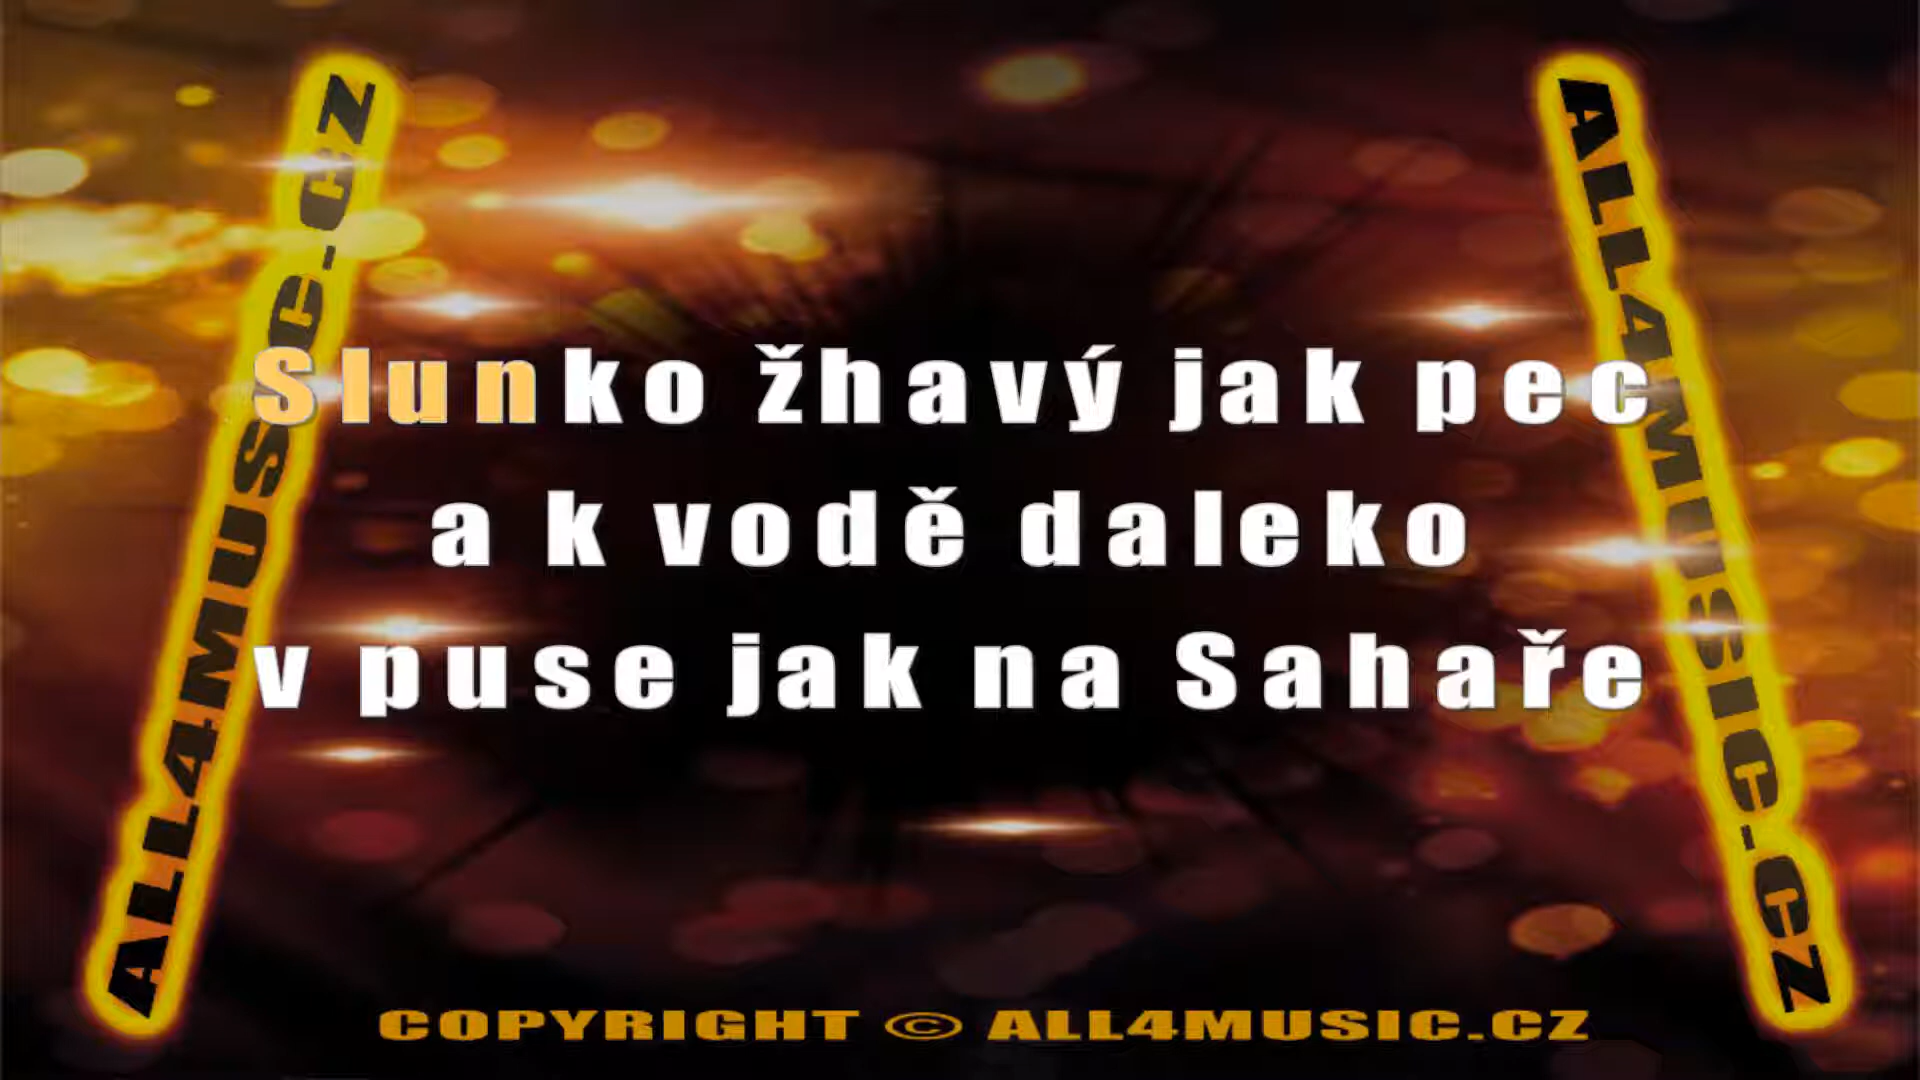 ALL4MUSIC.CZ
ALL4MUSIC.CZ
Slunko žhavý jak pec
a k vodě daleko
v puse jak na Sahaře
COPYRIGHT © ALL4MUSIC.CZ